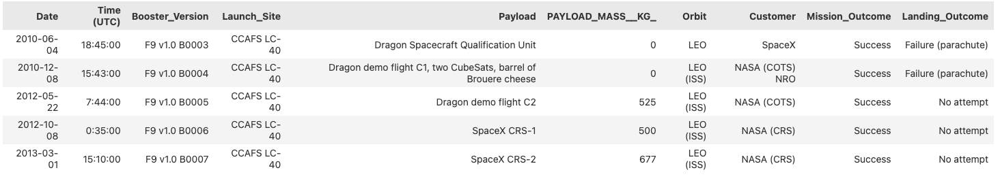 Date Time (UTC) Booster_Version Launch_Site Payload PAYLOAD_MASS__KG_ Orbit Customer Mission_Outcome Landing_Outcome
2010-06-04 18:45:00 F9 v1.0 B0003 CCAFS LC-40 Dragon Spacecraft Qualification Unit 0 LEO SpaceX Success Failure (parachute)
2010-12-08 15:43:00 F9 v1.0 B0004 CCAFS LC-40 Dragon demo flight C1, two CubeSats, barrel of Brouere cheese 0 LEO (ISS) NASA (COTS) NRO Success Failure (parachute)
2012-05-22 7:44:00 F9 v1.0 B0005 CCAFS LC-40 Dragon demo flight C2 525 LEO (ISS) NASA (COTS) Success No attempt
2012-10-08 0:35:00 F9 v1.0 B0006 CCAFS LC-40 SpaceX CRS-1 500 LEO (ISS) NASA (CRS) Success No attempt
2013-03-01 15:10:00 F9 v1.0 B0007 CCAFS LC-40 SpaceX CRS-2 677 LEO (ISS) NASA (CRS) Success No attempt